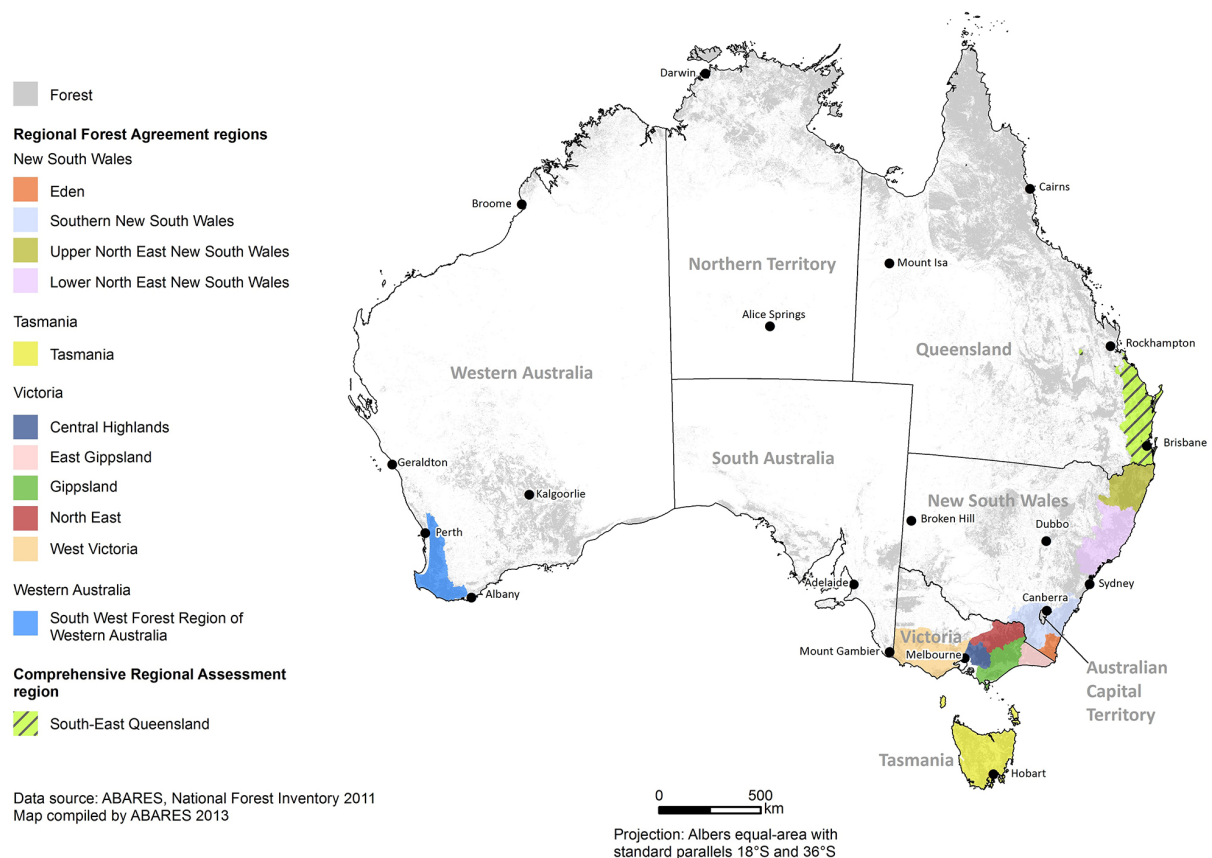 Forest
Regional Forest Agreement regions
New South Wales
Eden
Southern New South Wales
Upper North East New South Wales
Lower North East New South Wales
Tasmania
Tasmania
Victoria
Central Highlands
East Gippsland
Gippsland
North East
West Victoria
Western Australia
South West Forest Region of
Western Australia
Comprehensive Regional Assessment
region
South-East Queensland
Data source: ABARES, National Forest Inventory 2011
Map compiled by ABARES 2013
Darwin
Cairns
Broome
Northern Territory
Mount Isa
Alice Springs
Rockhampton
Queensland
Western Australia
Brisbane
South Australia
Geraldton
Kalgoorlie
New South Wales
Broken Hill
Dubbo
Perth
Adelaide
Sydney
Albany
Canberra
Victoria
Mount Gambier
Melbourne
Australian
Capital
Territory
Tasmania
Hobart
0 500
km
Projection: Albers equal-area with
standard parallels 18°S and 36°S